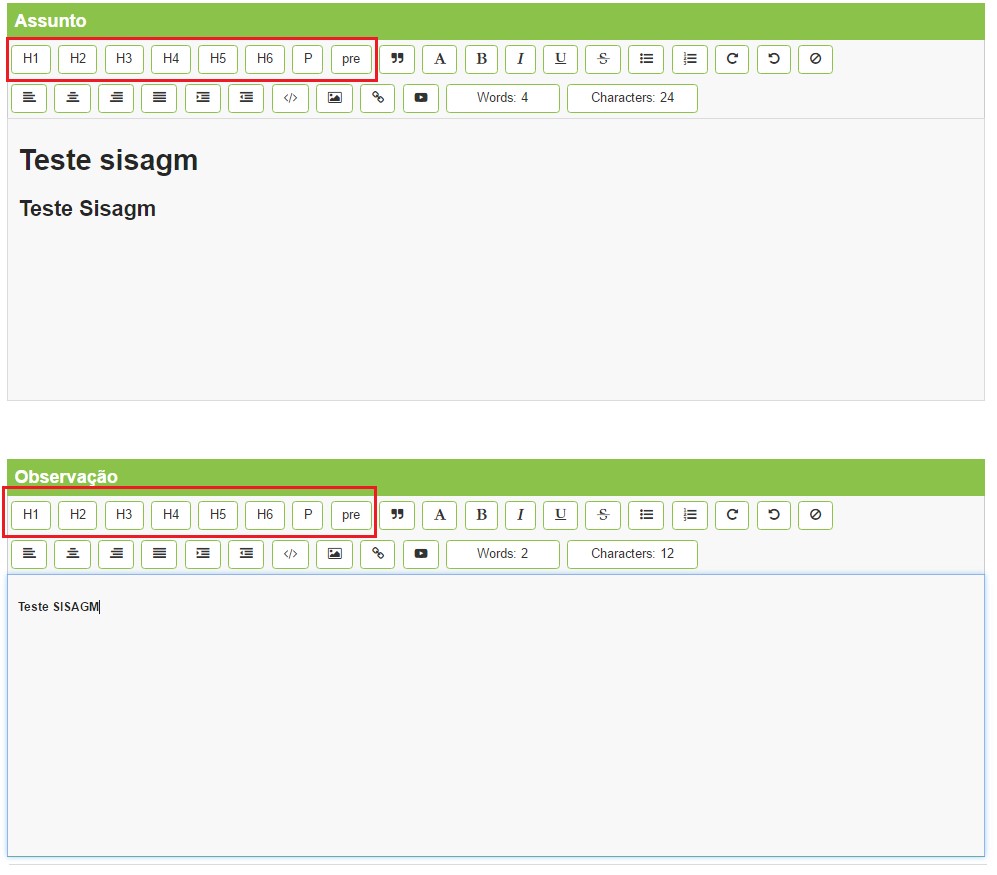 Assunto
H1 H2 H3 H4 H5 H6 P pre ❞ A B I U S
</> Words: 4 Characters: 24
Teste sisagm
Teste Sisagm
Observação
H1 H2 H3 H4 H5 H6 P pre ❞ A B I U S
</> Words: 2 Characters: 12
Teste SISAGM